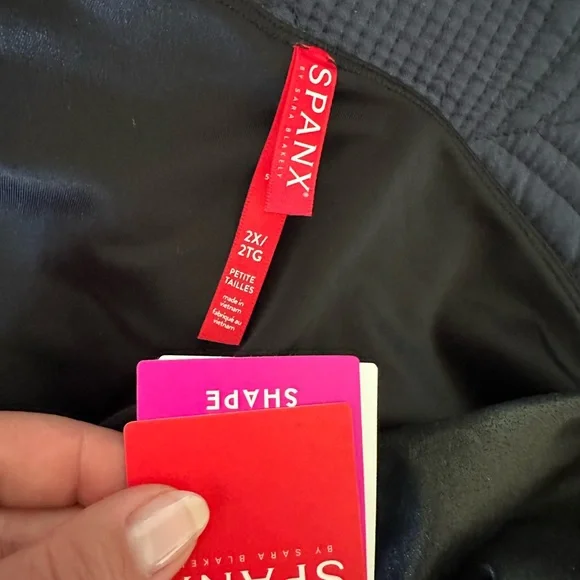 SPANX®
BY SARA BLAKELY
S
2X/
2TG
PETITE
TAILLES
made in
vietnam
fabriqué au
vietnam
SHAPE
SPANX
BY SARA BLAKELY